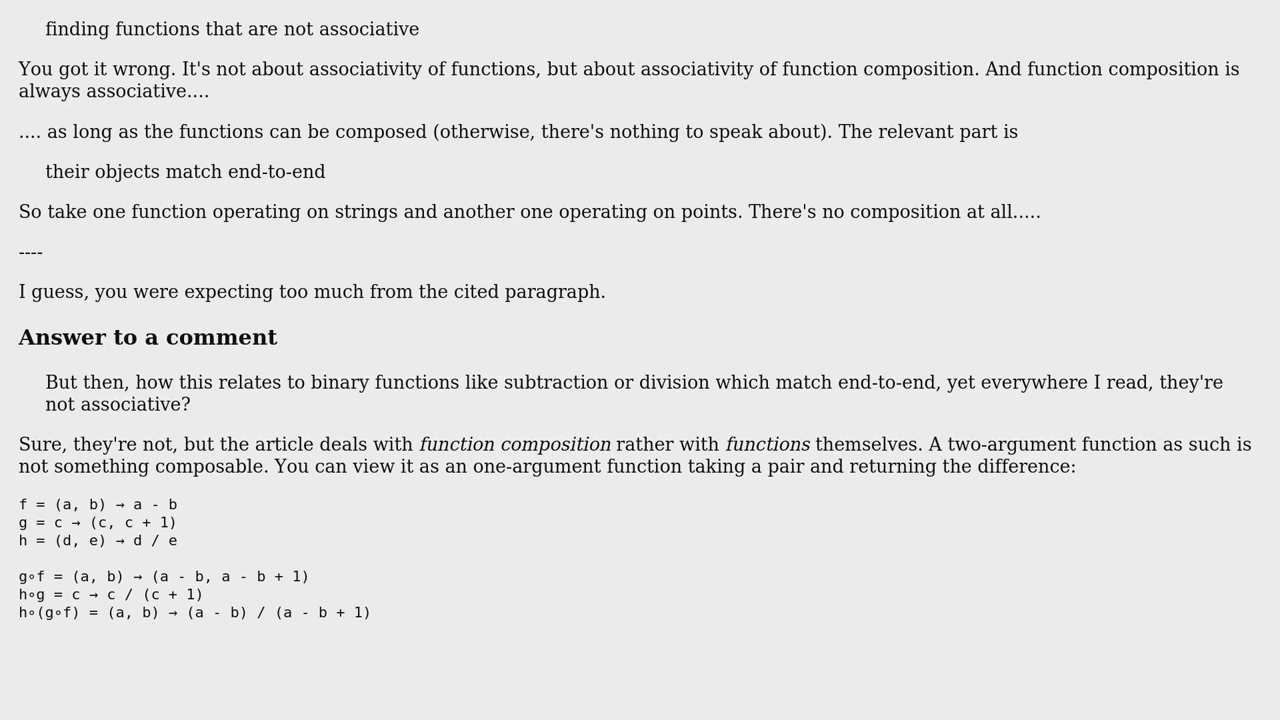 finding functions that are not associative
You got it wrong. It's not about associativity of functions, but about associativity of function composition. And function composition is
always associative....
.... as long as the functions can be composed (otherwise, there's nothing to speak about). The relevant part is
their objects match end-to-end
So take one function operating on strings and another one operating on points. There's no composition at all.....
----
I guess, you were expecting too much from the cited paragraph.
Answer to a comment
But then, how this relates to binary functions like subtraction or division which match end-to-end, yet everywhere I read, they're
not associative?
Sure, they're not, but the article deals with function composition rather with functions themselves. A two-argument function as such is
not something composable. You can view it as an one-argument function taking a pair and returning the difference:
f = (a, b) → a - b
g = c → (c, c + 1)
h = (d, e) → d / e
g∘f = (a, b) → (a - b, a - b + 1)
h∘g = c → c / (c + 1)
h∘(g∘f) = (a, b) → (a - b) / (a - b + 1)